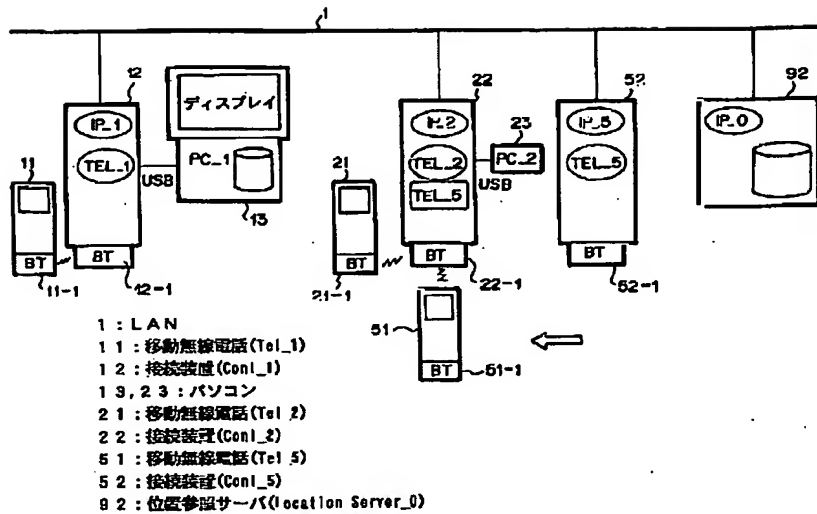 1
12
ディスプレイ
IP_1
TEL_1
PC_1
USB
11
BT
11-1
BT
12-1
13
22
IP_2
TEL_2
TEL_5
USB
23
PC_2
21
BT
21-1
BT
22-1
51
BT
51-1
52
IP_5
TEL_5
BT
52-1
92
IP_0
1:LAN
11:移動無線電話(Tel_1)
12:接続装置(Conl_1)
13,23:パソコン
21:移動無線電話(Tel_2)
22:接続装置(Conl_2)
51:移動無線電話(Tel_5)
52:接続装置(Conl_5)
92:位置参照サーバ(location Server_0)